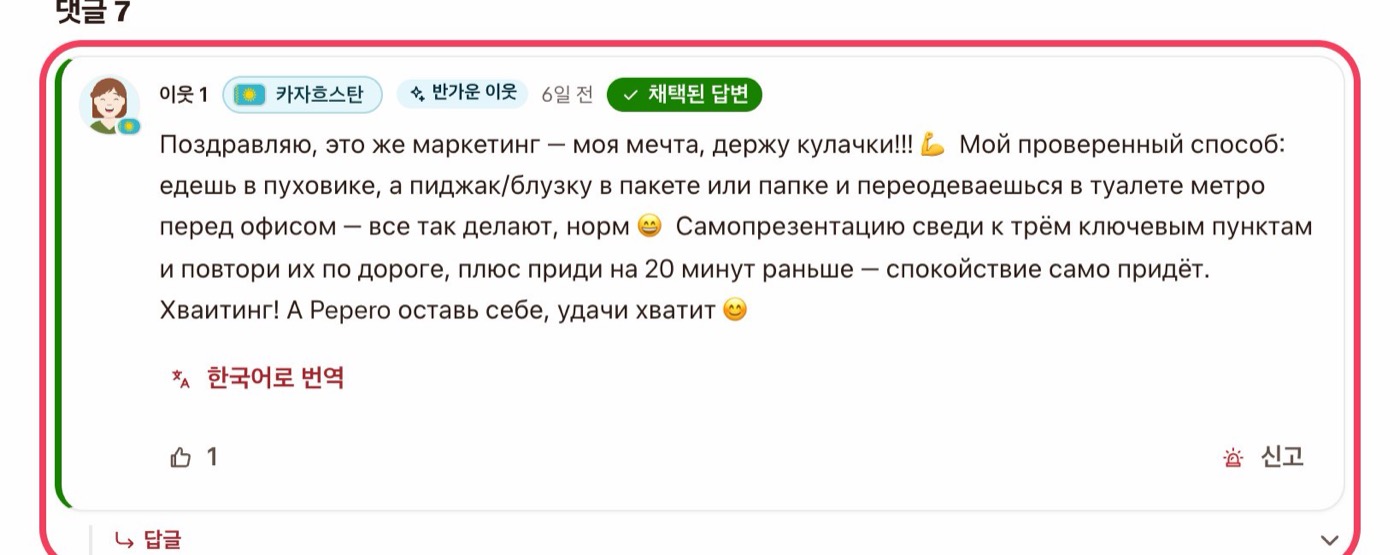 댓글 7
이웃 1 카자흐스탄 반가운 이웃 6일 전 채택된 답변
Поздравляю, это же маркетинг — моя мечта, держу кулачки!!! 💪 Мой проверенный способ:
едешь в пуховике, а пиджак/блузку в пакете или папке и переодеваешься в туалете метро
перед офисом — все так делают, норм 😄 Самопрезентацию сведи к трём ключевым пунктам
и повтори их по дороге, плюс приди на 20 минут раньше — спокойствие само придёт.
Хваитинг! А Pepero оставь себе, удачи хватит 😊
한국어로 번역
1 신고
답글